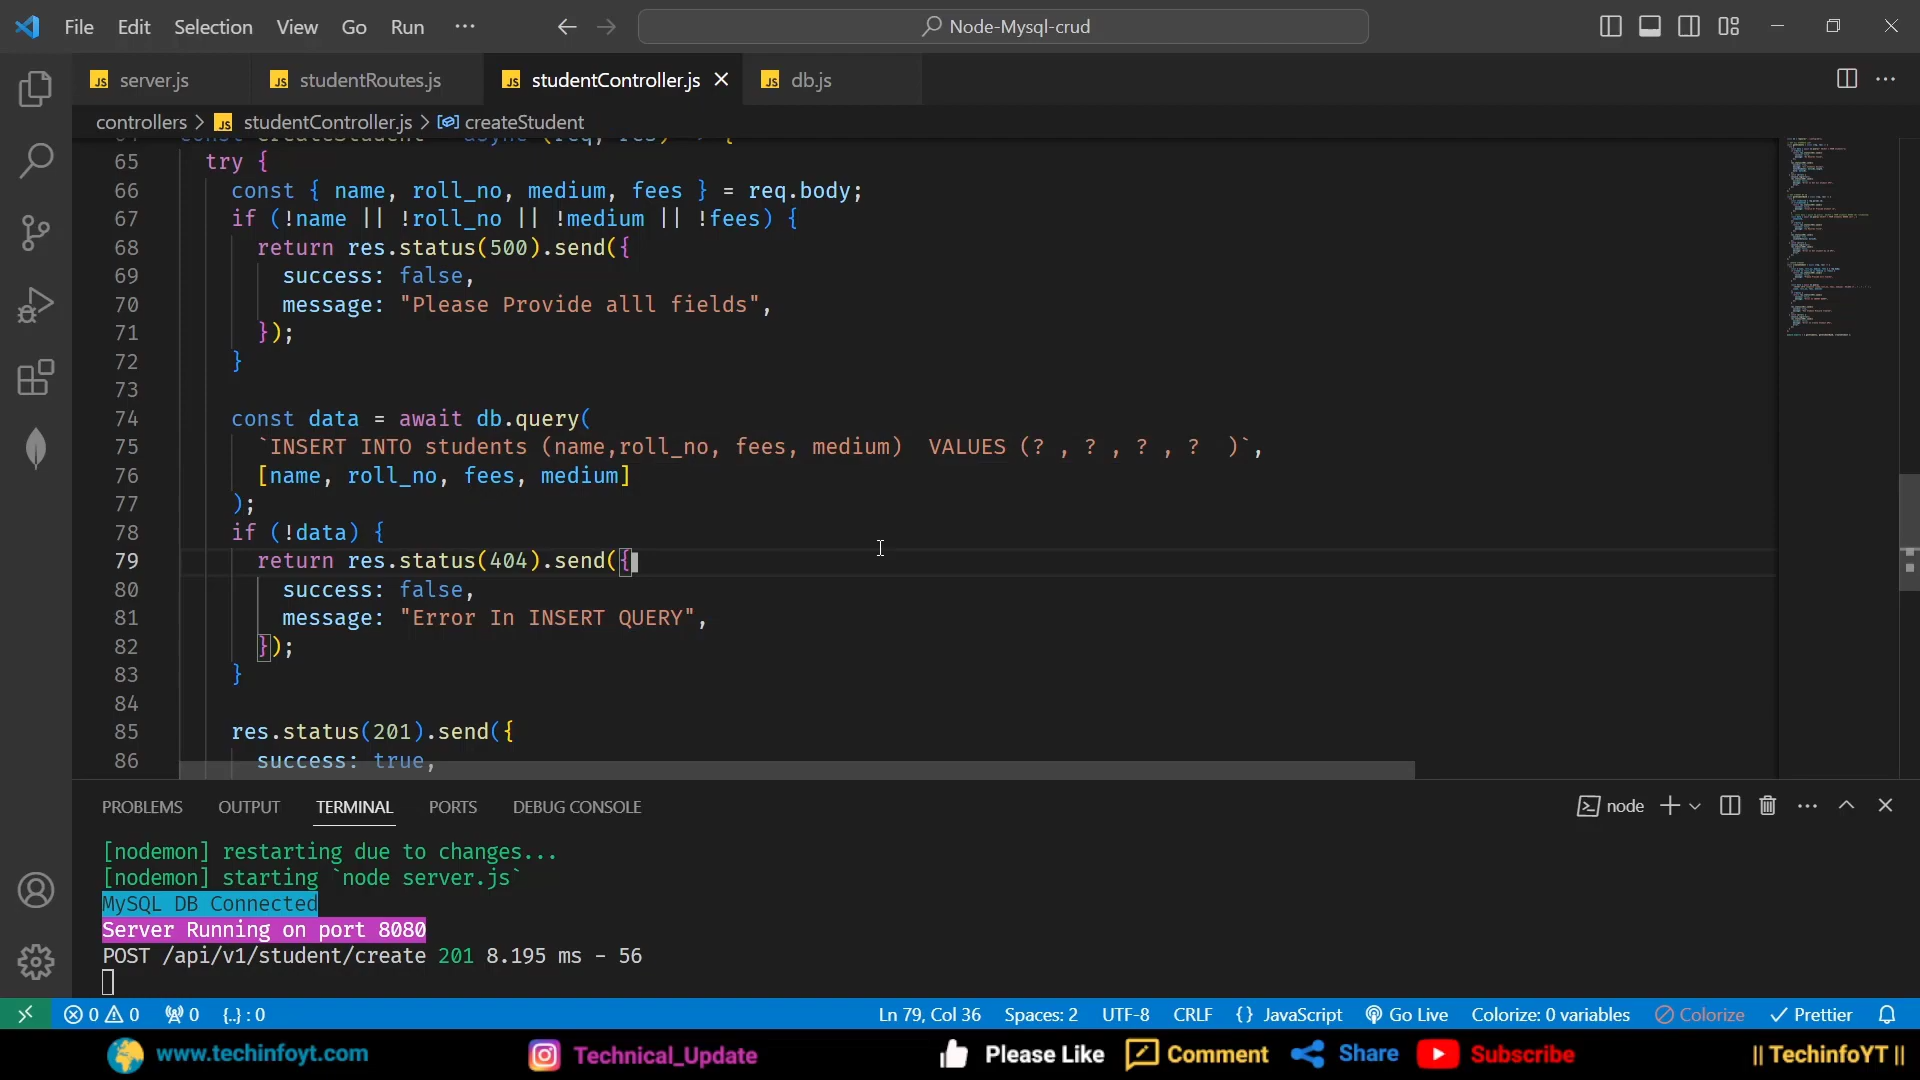 File Edit Selection View Go Run ... Node-Mysql-crud
JS server.js JS studentRoutes.js JS studentController.js JS db.js
controllers > JS studentController.js > createStudent
65 try {
66 const { name, roll_no, medium, fees } = req.body;
67 if (!name || !roll_no || !medium || !fees) {
68 return res.status(500).send({
69 success: false,
70 message: "Please Provide alll fields",
71 });
72 }
73
74 const data = await db.query(
75 `INSERT INTO students (name,roll_no, fees, medium)  VALUES (? , ? , ? , ?  )`,
76 [name, roll_no, fees, medium]
77 );
78 if (!data) {
79 return res.status(404).send({
80 success: false,
81 message: "Error In INSERT QUERY",
82 });
83 }
84
85 res.status(201).send({
86 success: true,
PROBLEMS OUTPUT TERMINAL PORTS DEBUG CONSOLE node
[nodemon] restarting due to changes...
[nodemon] starting `node server.js`
MySQL DB Connected
Server Running on port 8080
POST /api/v1/student/create 201 8.195 ms - 56
0 0 0 {..} : 0 Ln 79, Col 36 Spaces: 2 UTF-8 CRLF {} JavaScript Go Live Colorize: 0 variables Colorize Prettier
www.techinfoyt.com Technical_Update Please Like Comment Share Subscribe || TechinfoYT ||